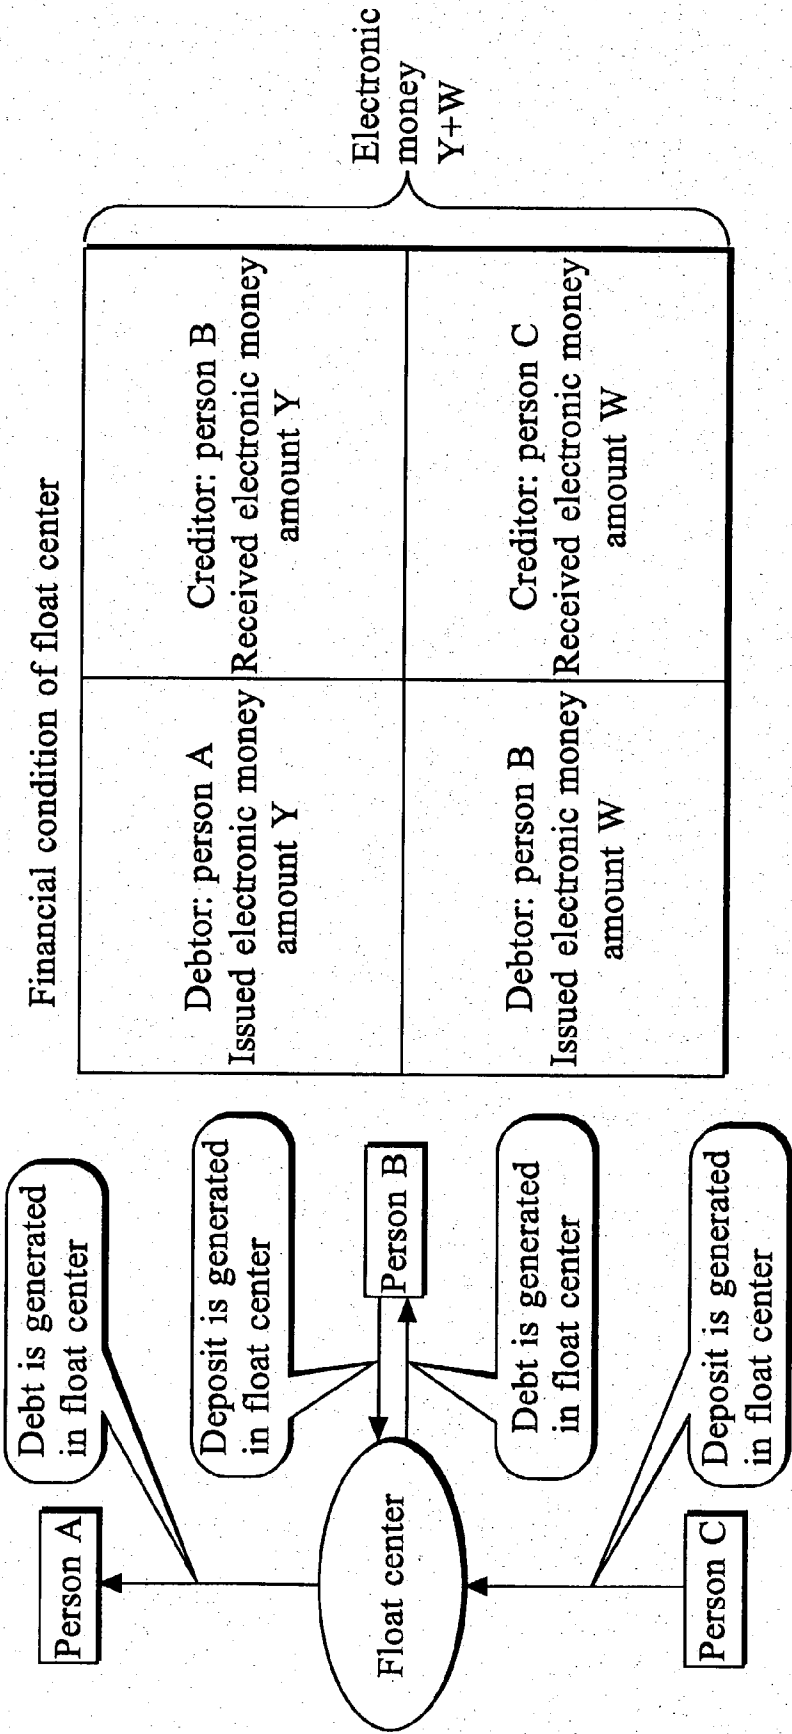 Financial condition of float center
Debtor: person A
Issued electronic money
amount Y
Creditor: person B
Received electronic money
amount Y
Debtor: person B
Issued electronic money
amount W
Creditor: person C
Received electronic money
amount W
Electronic
money
Y+W
Person A
Debt is generated
in float center
Deposit is generated
in float center
Person B
Float center
Debt is generated
in float center
Person C
Deposit is generated
in float center